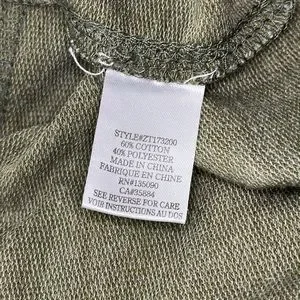 STYLE#ZT173200
60% COTTON
40% POLYESTER
MADE IN CHINA
FABRIQUE EN CHINE
RN#135090
CA#35884
SEE REVERSE FOR CARE
VOIR INSTRUCTIONS AU DOS